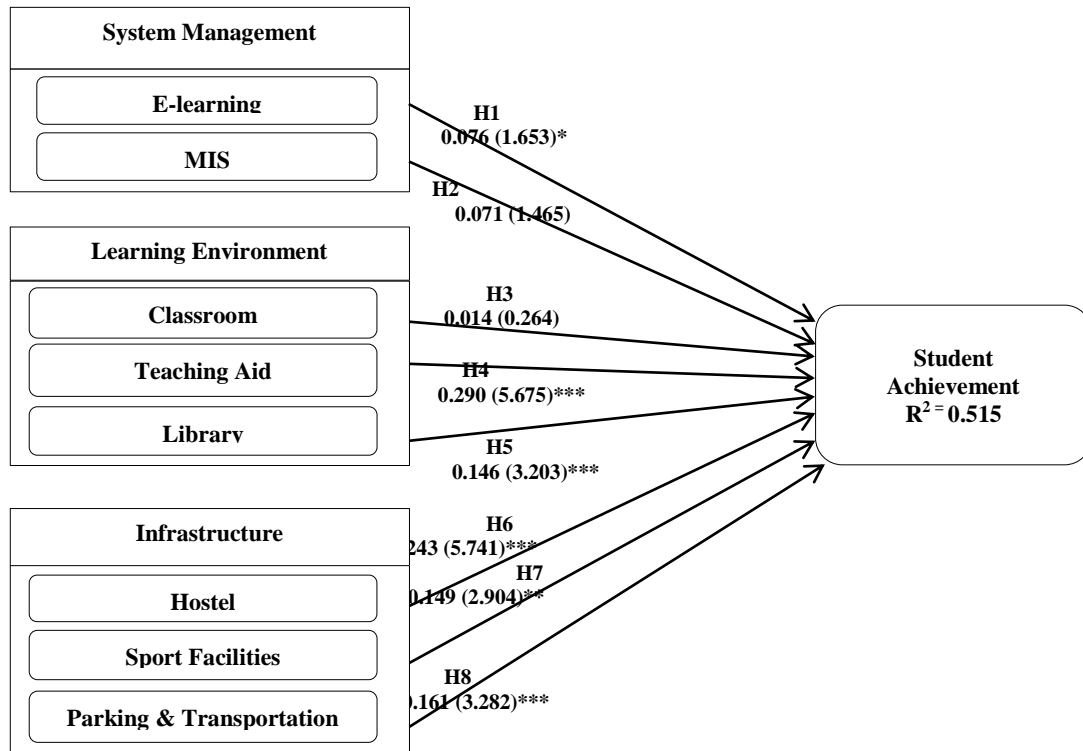 System Management
E-learning
MIS
H1
0.076 (1.653)*
H2
0.071 (1.465)
Learning Environment
Classroom
Teaching Aid
Library
H3
0.014 (0.264)
H4
0.290 (5.675)***
H5
0.146 (3.203)***
Student
Achievement
R² = 0.515
Infrastructure
Hostel
Sport Facilities
Parking & Transportation
H6
243 (5.741)***
H7
0.149 (2.904)**
H8
0.161 (3.282)***